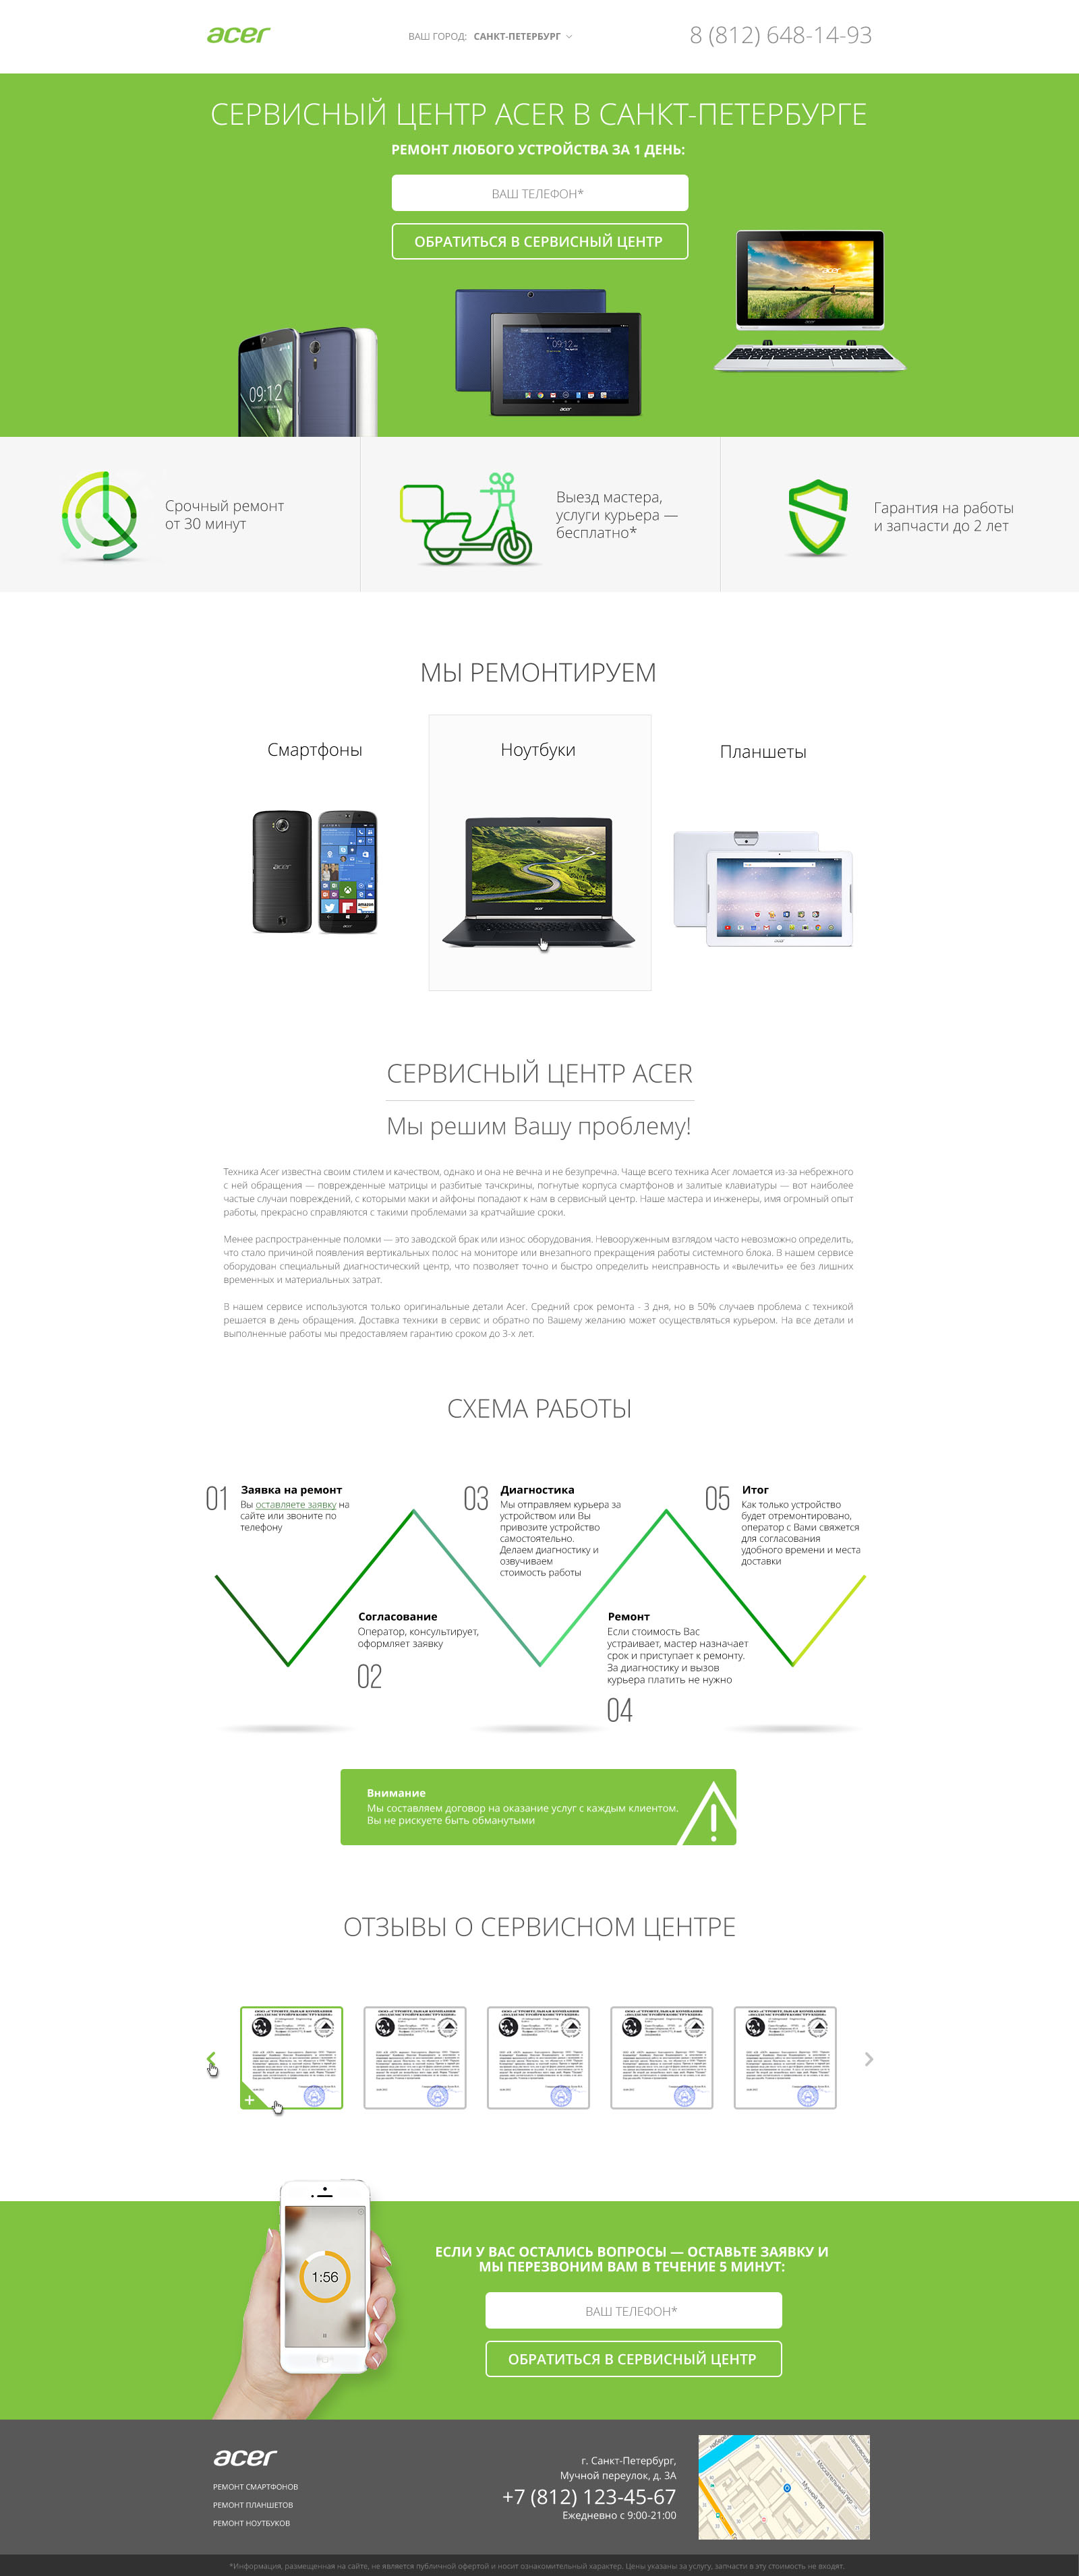 acer
ВАШ ГОРОД: САНКТ-ПЕТЕРБУРГ
8 (812) 648-14-93
СЕРВИСНЫЙ ЦЕНТР ACER В САНКТ-ПЕТЕРБУРГЕ
РЕМОНТ ЛЮБОГО УСТРОЙСТВА ЗА 1 ДЕНЬ:
ВАШ ТЕЛЕФОН*
ОБРАТИТЬСЯ В СЕРВИСНЫЙ ЦЕНТР
09:12
09:12
acer
acer
Срочный ремонт
от 30 минут
Выезд мастера,
услуги курьера —
бесплатно*
Гарантия на работы
и запчасти до 2 лет
МЫ РЕМОНТИРУЕМ
Смартфоны
Ноутбуки
Планшеты
acer
acer
acer
СЕРВИСНЫЙ ЦЕНТР ACER
Мы решим Вашу проблему!
Техника Acer известна своим стилем и качеством, однако и она не вечна и не безупречна. Чаще всего техника Acer ломается из-за небрежного
с ней обращения — поврежденные матрицы и разбитые тачскрины, погнутые корпуса смартфонов и залитые клавиатуры — вот наиболее
частые случаи повреждений, с которыми маки и айфоны попадают к нам в сервисный центр. Наше мастера и инженеры, имя огромный опыт
работы, прекрасно справляются с такими проблемами за кратчайшие сроки.
Менее распространенные поломки — это заводской брак или износ оборудования. Невооруженным взглядом часто невозможно определить,
что стало причиной появления вертикальных полос на мониторе или внезапного прекращения работы системного блока. В нашем сервисе
оборудован специальный диагностический центр, что позволяет точно и быстро определить неисправность и «вылечить» ее без лишних
временных и материальных затрат.
В нашем сервисе используются только оригинальные детали Acer. Средний срок ремонта - 3 дня, но в 50% случаев проблема с техникой
решается в день обращения. Доставка техники в сервис и обратно по Вашему желанию может осуществляться курьером. На все детали и
выполненные работы мы предоставляем гарантию сроком до 3-х лет.
СХЕМА РАБОТЫ
01
Заявка на ремонт
Вы оставляете заявку на
сайте или звоните по
телефону
03
Диагностика
Мы отправляем курьера за
устройством или Вы
привозите устройство
самостоятельно.
Делаем диагностику и
озвучиваем
стоимость работы
05
Итог
Как только устройство
будет отремонтировано,
оператор с Вами свяжется
для согласования
удобного времени и места
доставки
Согласование
Оператор, консультирует,
оформляет заявку
02
Ремонт
Если стоимость Вас
устраивает, мастер назначает
срок и приступает к ремонту.
За диагностику и вызов
курьера платить не нужно
04
Внимание
Мы составляем договор на оказание услуг с каждым клиентом.
Вы не рискуете быть обманутыми
ОТЗЫВЫ О СЕРВИСНОМ ЦЕНТРЕ
1:56
ЕСЛИ У ВАС ОСТАЛИСЬ ВОПРОСЫ — ОСТАВЬТЕ ЗАЯВКУ И
МЫ ПЕРЕЗВОНИМ ВАМ В ТЕЧЕНИЕ 5 МИНУТ:
ВАШ ТЕЛЕФОН*
ОБРАТИТЬСЯ В СЕРВИСНЫЙ ЦЕНТР
acer
РЕМОНТ СМАРТФОНОВ
РЕМОНТ ПЛАНШЕТОВ
РЕМОНТ НОУТБУКОВ
г. Санкт-Петербург,
Мучной переулок, д. 3А
+7 (812) 123-45-67
Ежедневно с 9:00-21:00
Мучной пер.
*Информация, размещенная на сайте, не является публичной офертой и носит ознакомительный характер. Цены указаны за услугу, запчасти в эту стоимость не входят.